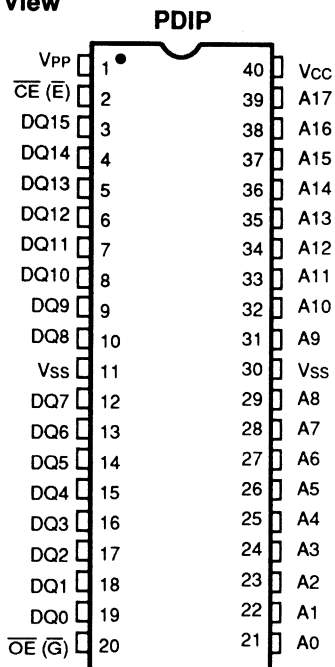 View
PDIP
VPP 1 40 VCC
CE (E) 2 39 A17
DQ15 3 38 A16
DQ14 4 37 A15
DQ13 5 36 A14
DQ12 6 35 A13
DQ11 7 34 A12
DQ10 8 33 A11
DQ9 9 32 A10
DQ8 10 31 A9
VSS 11 30 VSS
DQ7 12 29 A8
DQ6 13 28 A7
DQ5 14 27 A6
DQ4 15 26 A5
DQ3 16 25 A4
DQ2 17 24 A3
DQ1 18 23 A2
DQ0 19 22 A1
OE (G) 20 21 A0